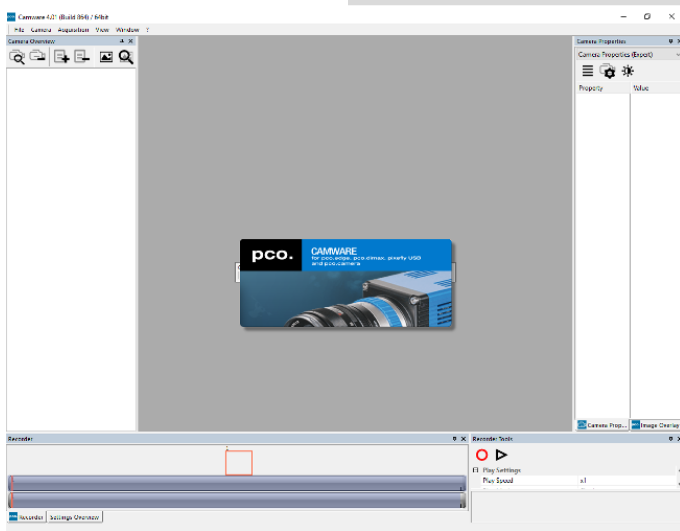 Camware 4.01 (Build 864) / 64bit
File Camera Acquisition View Window ?
Camera Overview
Camera Properties
Camera Properties (Expert)
Property Value
pco.
CAMWARE
for pco.edge, pco.dimax, pixelfly USB
and pco.camera
Camera Prop...
Image Overlay
Recorder
Recorder Tools
Play Settings
Play Speed x1
Recorder
Settings Overview